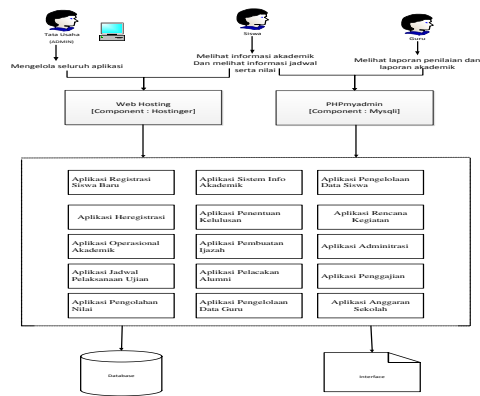 Tata Usaha
(ADMIN)
Siswa
Guru
Mengelola seluruh aplikasi
Melihat informasi akademik
Dan melihat informasi jadwal
serta nilai
Melihat laporan penilaian dan
laporan akademik
Web Hosting
[Component : Hostinger]
PHPmyadmin
[Component : Mysqli]
Aplikasi Registrasi
Siswa Baru
Aplikasi Sistem Info
Akademik
Aplikasi Pengelolaan
Data Siswa
Aplikasi Heregistrasi
Aplikasi Penentuan
Kelulusan
Aplikasi Rencana
Kegiatan
Aplikasi Operasional
Akademik
Aplikasi Pembuatan
Ijazah
Aplikasi Adminitrasi
Aplikasi Jadwal
Pelaksanaan Ujian
Aplikasi Pelacakan
Alumni
Aplikasi Penggajian
Aplikasi Pengolahan
Nilai
Aplikasi Pengelolaan
Data Guru
Aplikasi Anggaran
Sekolah
Database
Interface